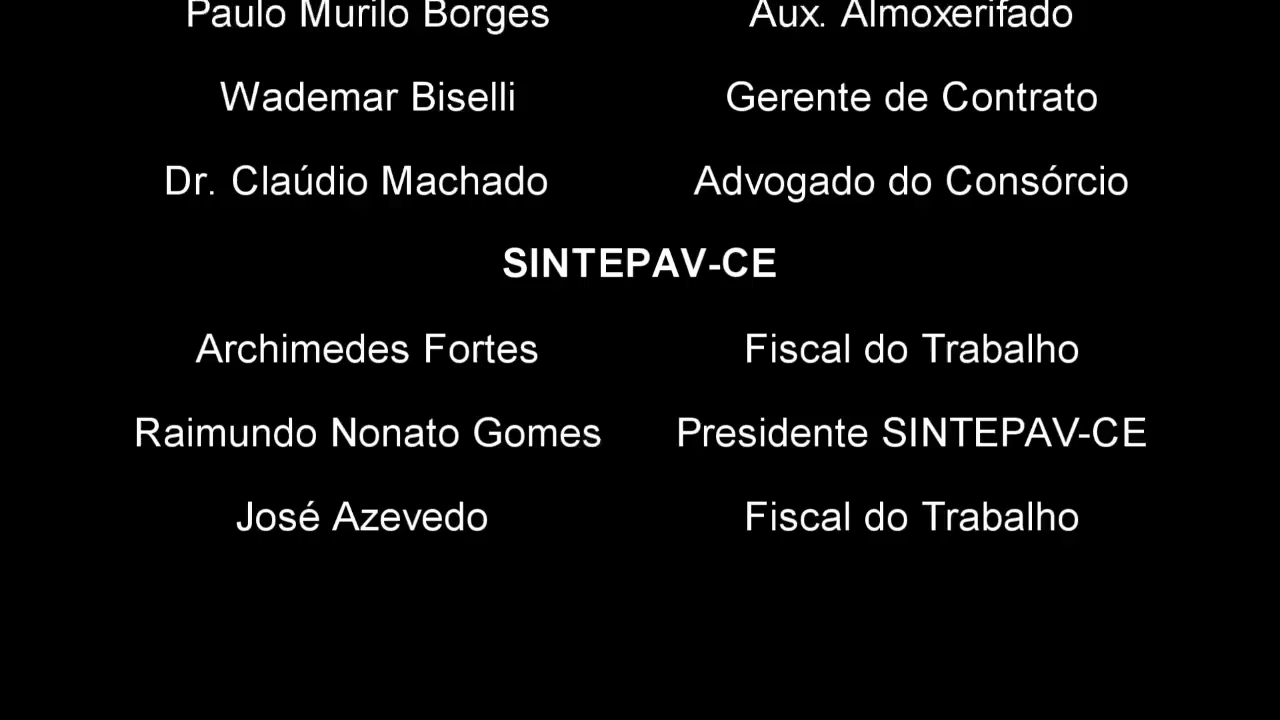 Paulo Murilo Borges Aux. Almoxerifado
Wademar Biselli Gerente de Contrato
Dr. Claúdio Machado Advogado do Consórcio
SINTEPAV-CE
Archimedes Fortes Fiscal do Trabalho
Raimundo Nonato Gomes Presidente SINTEPAV-CE
José Azevedo Fiscal do Trabalho